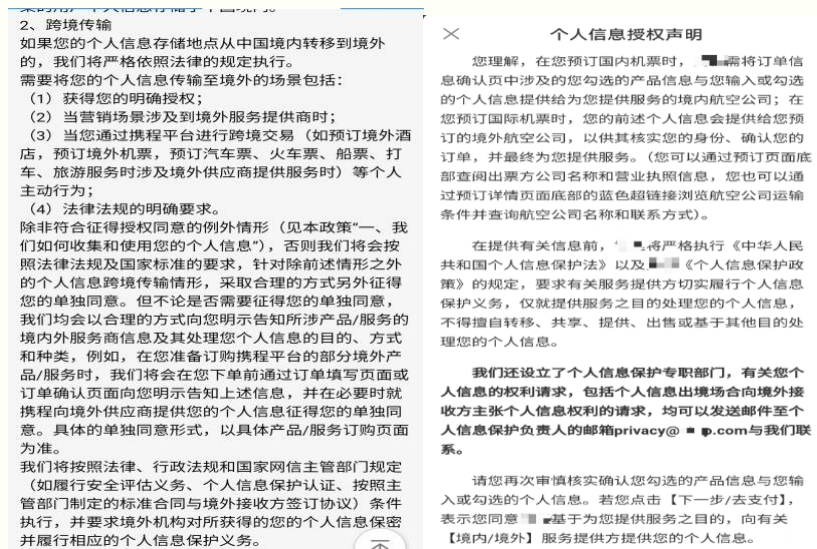 2、跨境传输
如果您的个人信息存储地点从中国境内转移到境外
的，我们将严格依照法律的规定执行。
需要将您的个人信息传输至境外的场景包括：
（1）获得您的明确授权；
（2）当营销场景涉及到境外服务提供商时；
（3）当您通过携程平台进行跨境交易（如预订境外酒
店，预订境外机票，预订汽车票、火车票、船票、打
车、旅游服务时涉及境外供应商提供服务时）等个人
主动行为；
（4）法律法规的明确要求。
除非符合征得授权同意的例外情形（见本政策“一、我
们如何收集和使用您的个人信息”），否则我们将会按
照法律法规及国家标准的要求，针对除前述情形之外
的个人信息跨境传输情形，采取合理的方式另外征得
您的单独同意。但不论是否需要征得您的单独同意，
我们均会以合理的方式向您明示告知所涉产品/服务的
境内外服务商信息及其处理您个人信息的目的、方式
和种类，例如，在您准备订购携程平台的部分境外产
品/服务时，我们将会在您下单前通过订单填写页面或
订单确认页面向您明示告知上述信息，并在必要时就
携程向境外供应商提供您的个人信息征得您的单独同
意。具体的单独同意形式，以具体产品/服务订购页面
为准。
我们将按照法律、行政法规和国家网信主管部门规定
（如履行安全评估义务、个人信息保护认证、按照主
管部门制定的标准合同与境外接收方签订协议）条件
执行，并要求境外机构对所获得的您的个人信息保密
并履行相应的个人信息保护义务。
个人信息授权声明
您理解，在您预订国内机票时，需将订单信
息确认页中涉及的您勾选的产品信息与您输入或勾选
的个人信息提供给为您提供服务的境内航空公司；在
您预订国际机票时，您的前述个人信息会提供给您预
订的境外航空公司，以供其核实您的身份、确认您的
订单，并最终为您提供服务。（您可以通过预订页面底
部查阅出票方公司名称和营业执照信息，您也可以通
过预订详情页面底部的蓝色超链接浏览航空公司运输
条件并查询航空公司名称和联系方式）。
在提供有关信息前，将严格执行《中华人民
共和国个人信息保护法》以及《个人信息保护政
策》的规定，要求有关服务提供方切实履行个人信息
保护义务，仅就提供服务之目的处理您的个人信息，
不得擅自转移、共享、提供、出售或基于其他目的处
理您的个人信息。
我们还设立了个人信息保护专职部门，有关您个
人信息的权利请求，包括个人信息出境场合向境外接
收方主张个人信息权利的请求，均可以发送邮件至个
人信息保护负责人的邮箱privacy@ p.com与我们联
系。
请您再次审慎核实确认您勾选的产品信息与您输
入或勾选的个人信息。若您点击【下一步/去支付】，
表示您同意基于为您提供服务之目的，向有关
【境内/境外】服务提供方提供您的个人信息。